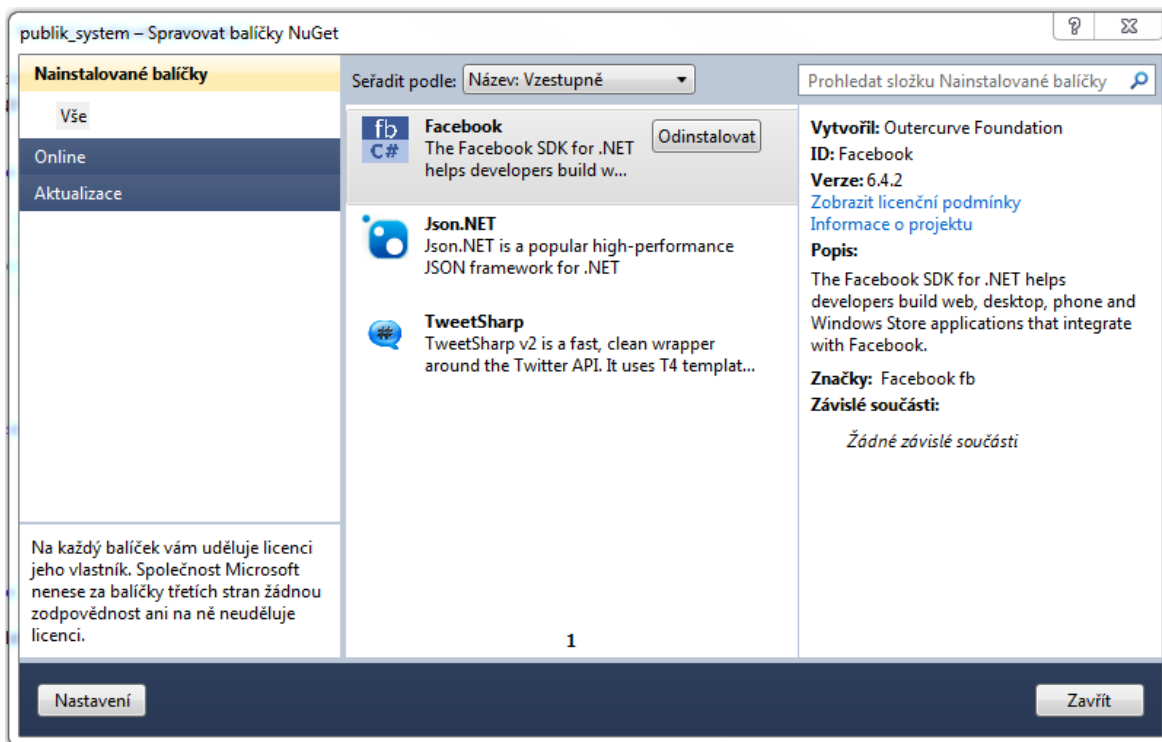 publik_system – Spravovat balíčky NuGet
Nainstalované balíčky
Vše
Online
Aktualizace
Na každý balíček vám uděluje licenci
jeho vlastník. Společnost Microsoft
nenese za balíčky třetích stran žádnou
zodpovědnost ani na ně neuděluje
licenci.
Seřadit podle: Název: Vzestupně
fb
C#
Facebook
The Facebook SDK for .NET
helps developers build w...
Odinstalovat
Json.NET
Json.NET is a popular high-performance
JSON framework for .NET
#
TweetSharp
TweetSharp v2 is a fast, clean wrapper
around the Twitter API. It uses T4 templat...
1
Prohledat složku Nainstalované balíčky
Vytvořil: Outercurve Foundation
ID: Facebook
Verze: 6.4.2
Zobrazit licenční podmínky
Informace o projektu
Popis:
The Facebook SDK for .NET helps
developers build web, desktop, phone and
Windows Store applications that integrate
with Facebook.
Značky: Facebook fb
Závislé součásti:
Žádné závislé součásti
Nastavení
Zavřít